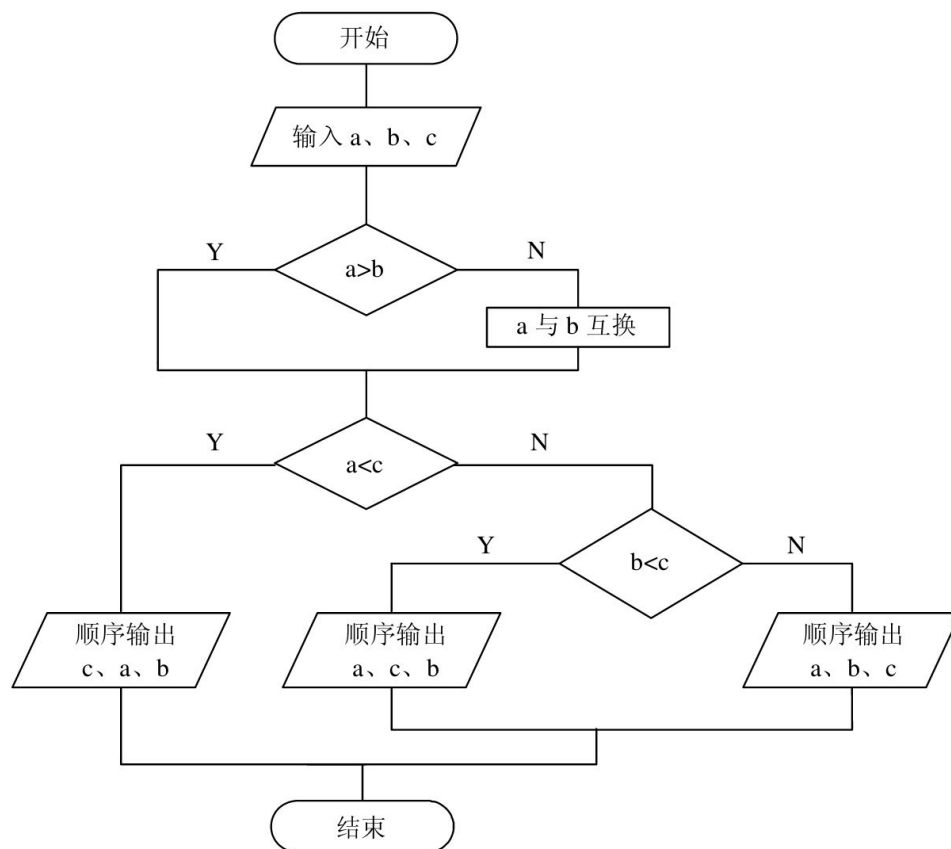 开始
输入 a、b、c
Y
a>b
N
a 与 b 互换
Y
a<c
N
Y
b<c
N
顺序输出
c、a、b
顺序输出
a、c、b
顺序输出
a、b、c
结束